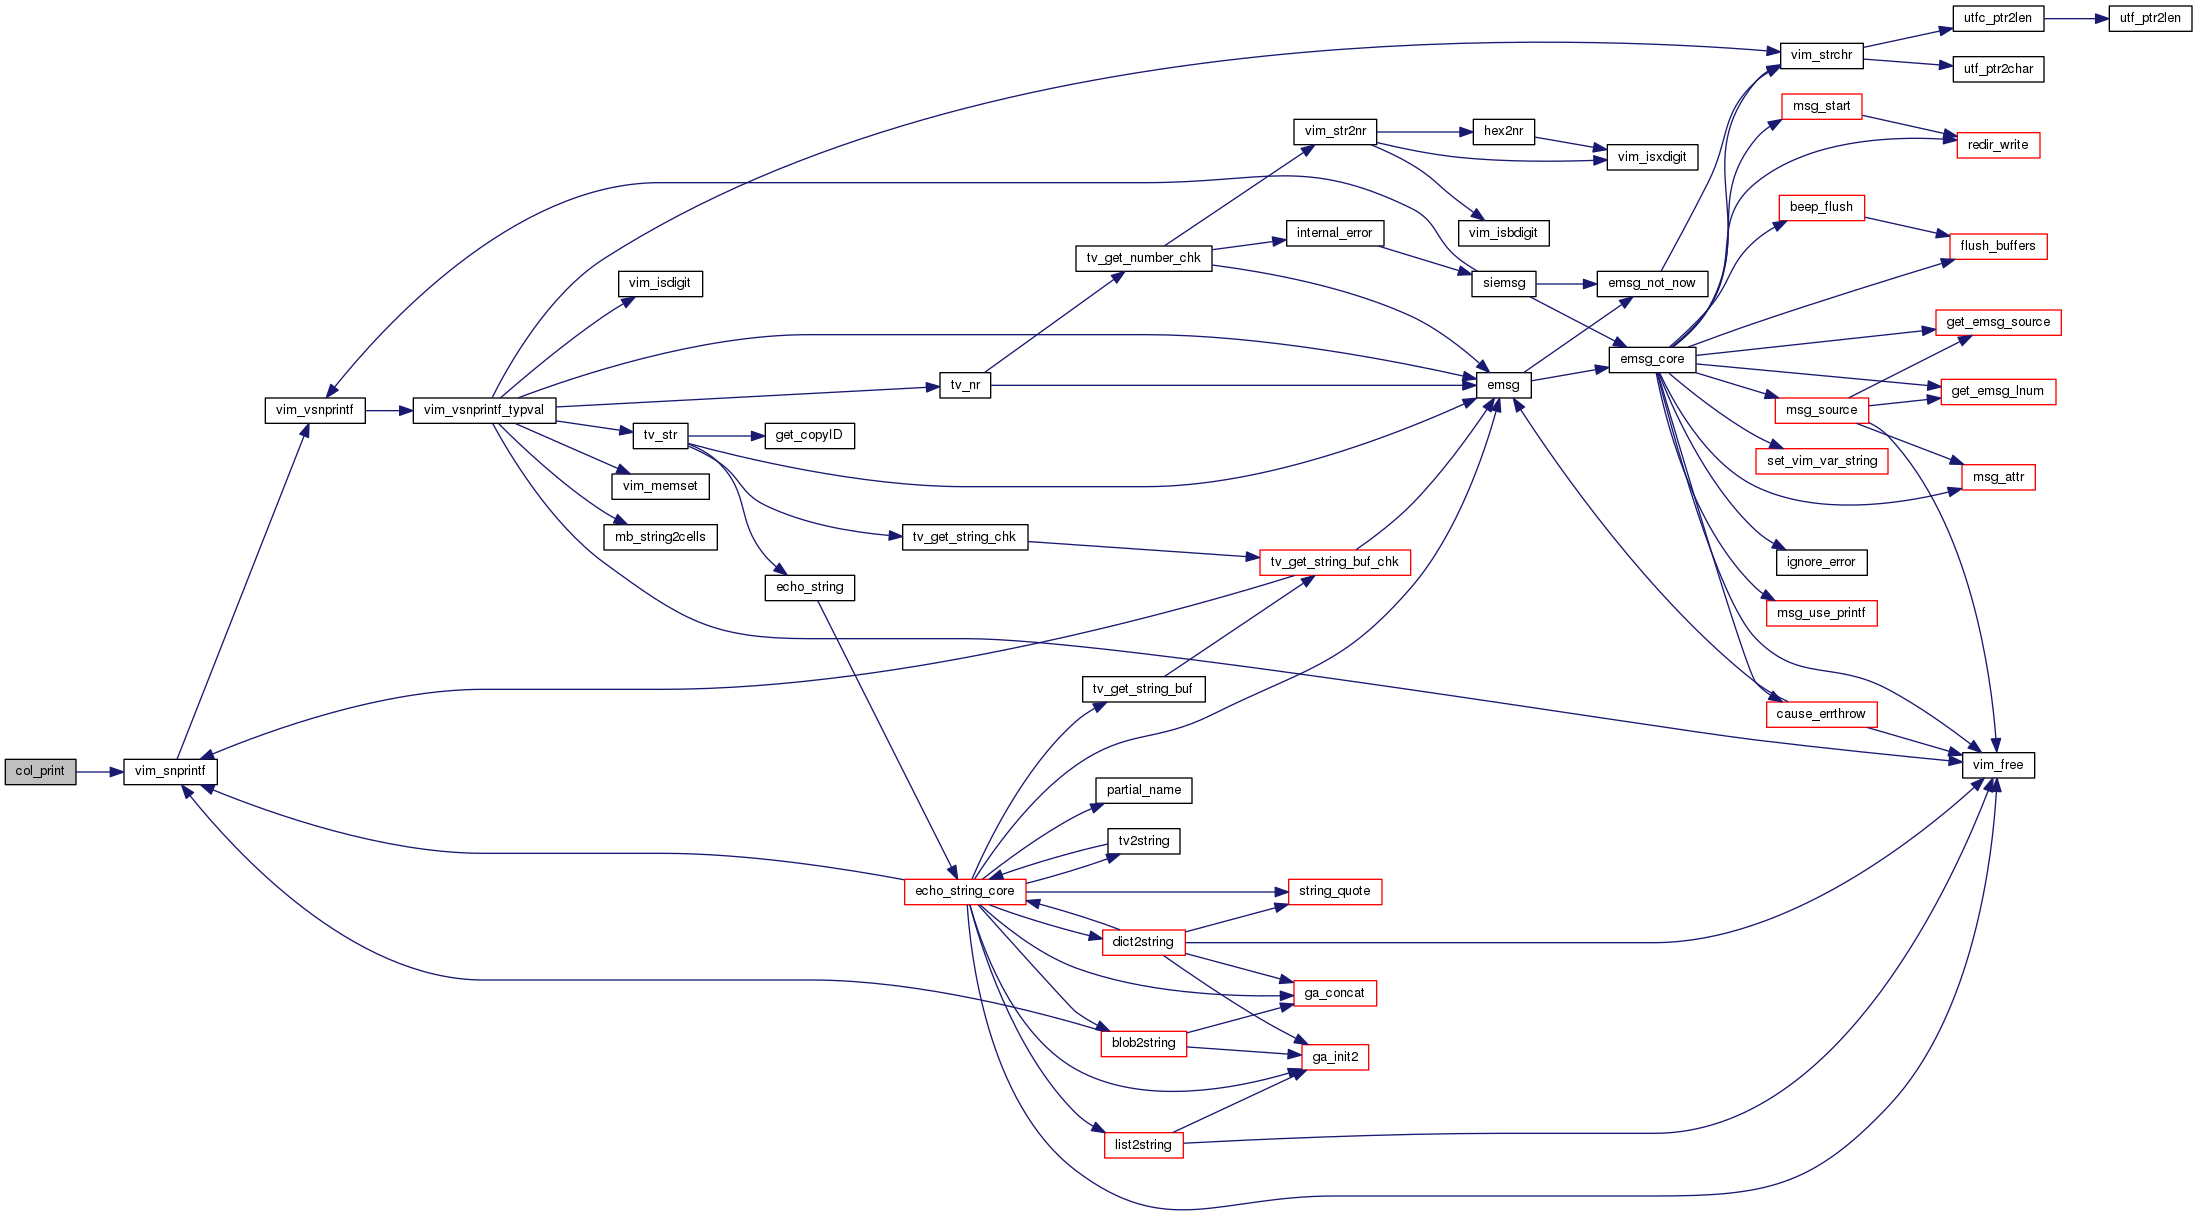 utfc_ptr2len
utf_ptr2len
vim_strchr
utf_ptr2char
msg_start
vim_str2nr
hex2nr
redir_write
vim_isxdigit
beep_flush
vim_isbdigit
internal_error
flush_buffers
tv_get_number_chk
vim_isdigit
siemsg
emsg_not_now
get_emsg_source
emsg_core
tv_nr
emsg
get_emsg_lnum
vim_vsnprintf
vim_vsnprintf_typval
msg_source
tv_str
get_copyID
set_vim_var_string
msg_attr
vim_memset
mb_string2cells
tv_get_string_chk
tv_get_string_buf_chk
ignore_error
echo_string
msg_use_printf
tv_get_string_buf
cause_errthrow
col_print
vim_snprintf
vim_free
partial_name
tv2string
echo_string_core
string_quote
dict2string
ga_concat
blob2string
ga_init2
list2string